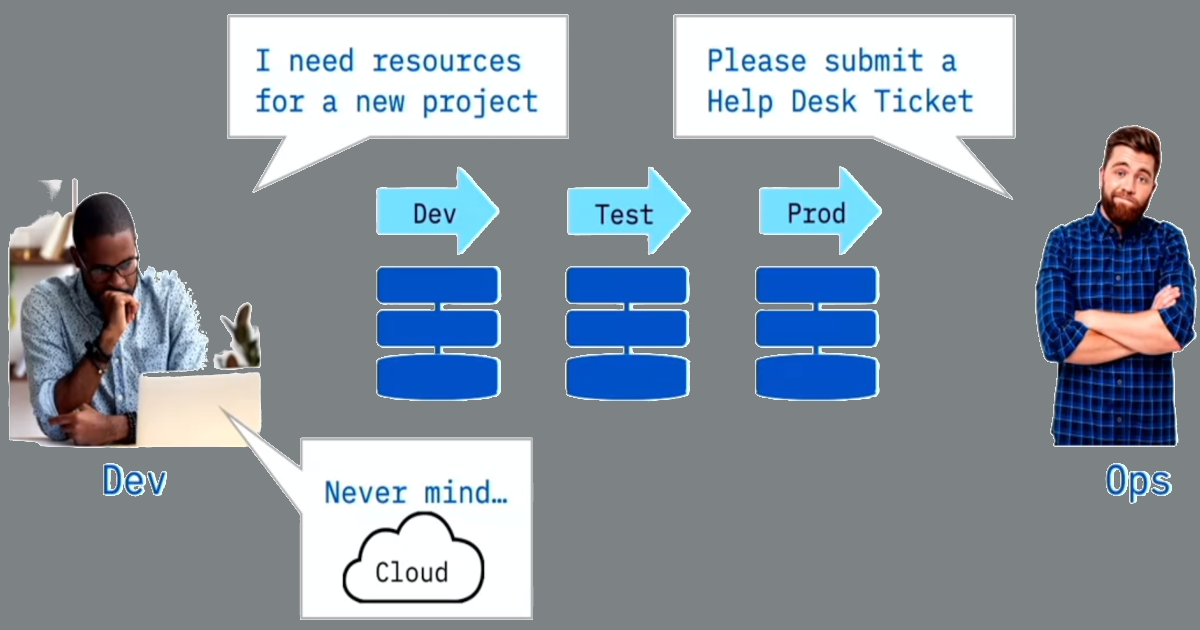 I need resources
for a new project
Please submit a
Help Desk Ticket
Dev
Test
Prod
Dev
Ops
Never mind…
Cloud